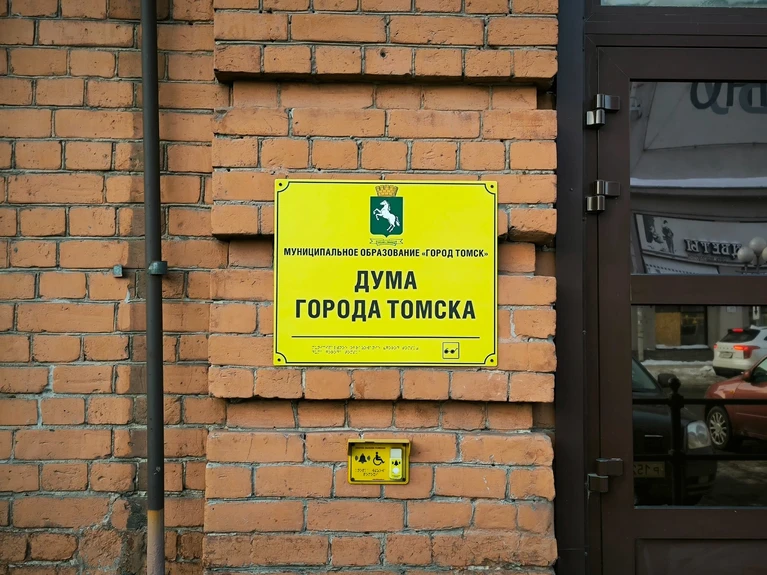 МУНИЦИПАЛЬНОЕ ОБРАЗОВАНИЕ «ГОРОД ТОМСК»
ДУМА
ГОРОДА ТОМСКА